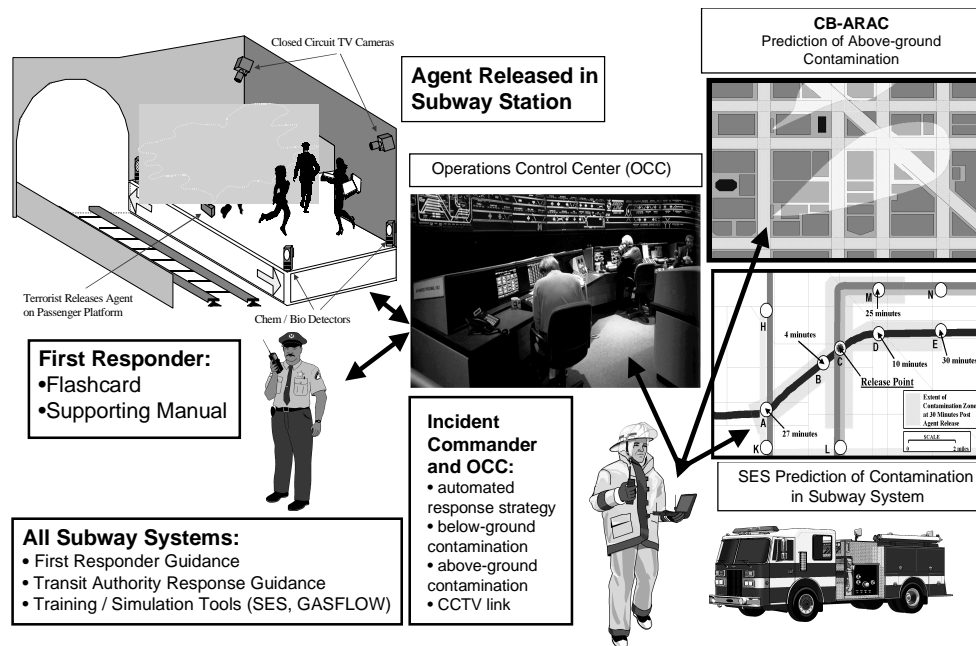 Closed Circuit TV Cameras
Agent Released in
Subway Station
Terrorist Releases Agent
on Passenger Platform
Chem / Bio Detectors
CB-ARAC
Prediction of Above-ground
Contamination
Operations Control Center (OCC)
First Responder:
•Flashcard
•Supporting Manual
M
N
25 minutes
H
4 minutes
D
E
C
10 minutes
30 minutes
B
Release Point
A
27 minutes
K
L
Extent of
Contamination Zone
at 30 Minutes Post
Agent Release
SCALE
0
2 miles
SES Prediction of Contamination
in Subway System
Incident
Commander
and OCC:
• automated
response strategy
• below-ground
contamination
• above-ground
contamination
• CCTV link
All Subway Systems:
• First Responder Guidance
• Transit Authority Response Guidance
• Training / Simulation Tools (SES, GASFLOW)